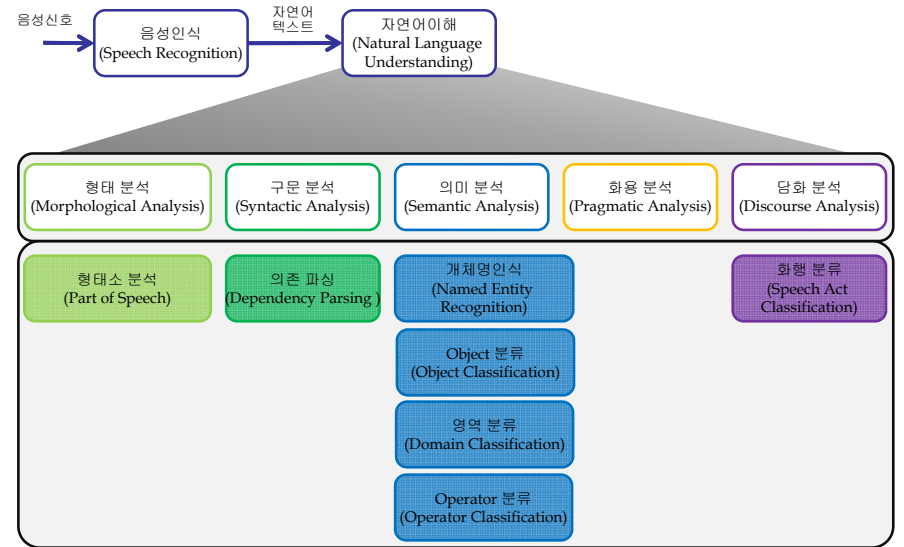 음성신호
음성인식
(Speech Recognition)
자연어
텍스트
자연어이해
(Natural Language
Understanding)
형태 분석
(Morphological Analysis)
구문 분석
(Syntactic Analysis)
의미 분석
(Semantic Analysis)
화용 분석
(Pragmatic Analysis)
담화 분석
(Discourse Analysis)
형태소 분석
(Part of Speech)
의존 파싱
(Dependency Parsing )
개체명인식
(Named Entity
Recognition)
화행 분류
(Speech Act
Classification)
Object 분류
(Object Classification)
영역 분류
(Domain Classification)
Operator 분류
(Operator Classification)